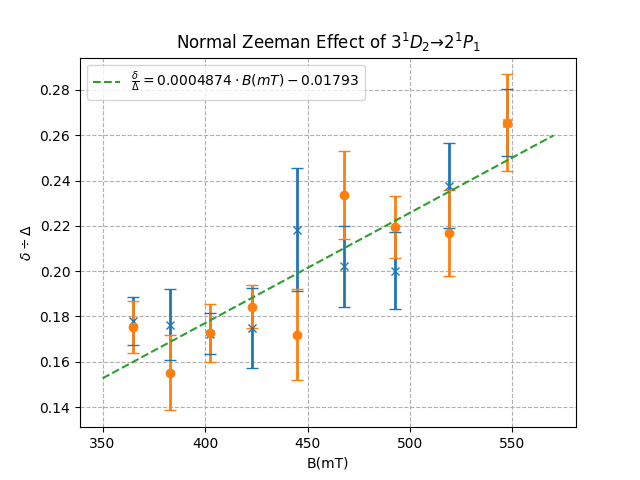 Normal Zeeman Effect of 3¹D₂→2¹P₁
δ/Δ = 0.0004874 · B(mT) − 0.01793
0.28
0.26
0.24
0.22
0.20
0.18
0.16
0.14
δ ÷ Δ
350 400 450 500 550
B(mT)